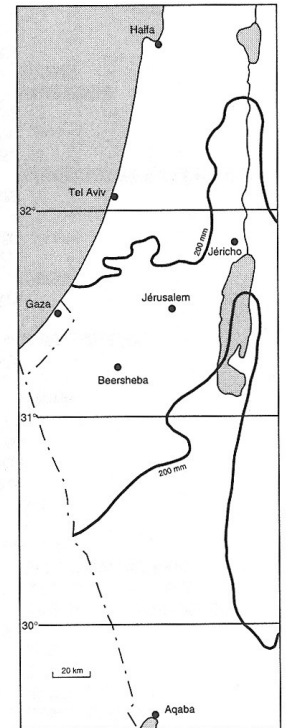 Haifa
Tel Aviv
32°
200 mm
Jéricho
Gaza
Jérusalem
Beersheba
31°
200 mm
30°
20 km
Aqaba